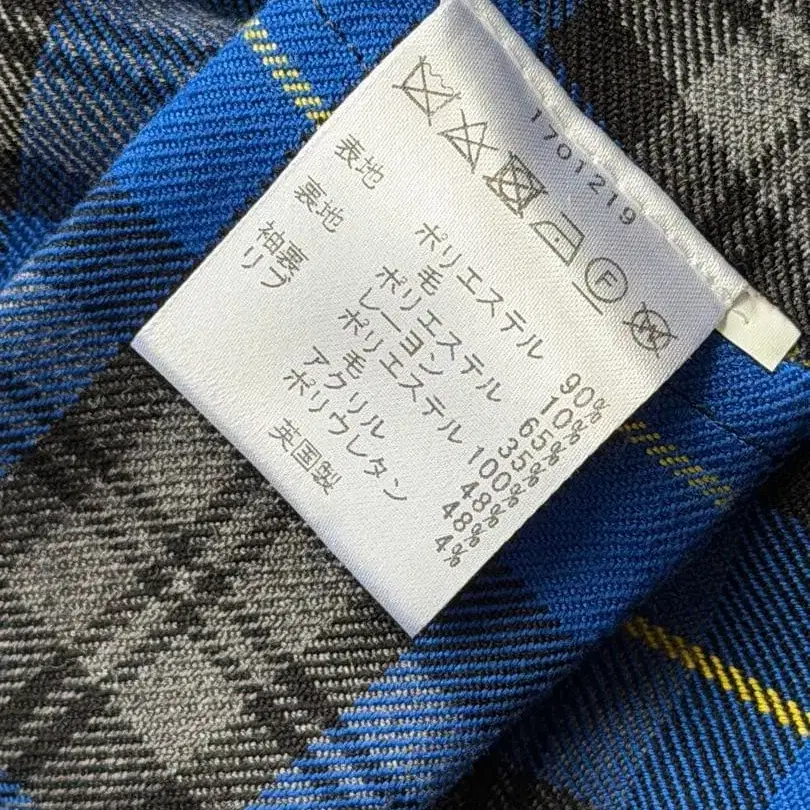 1701219
F
表地 ポリエステル 90%
毛 10%
裏地 ポリエステル 65%
レーヨン 35%
袖裏 ポリエステル 100%
リブ 毛 48%
アクリル 48%
ポリウレタン 4%
英国製